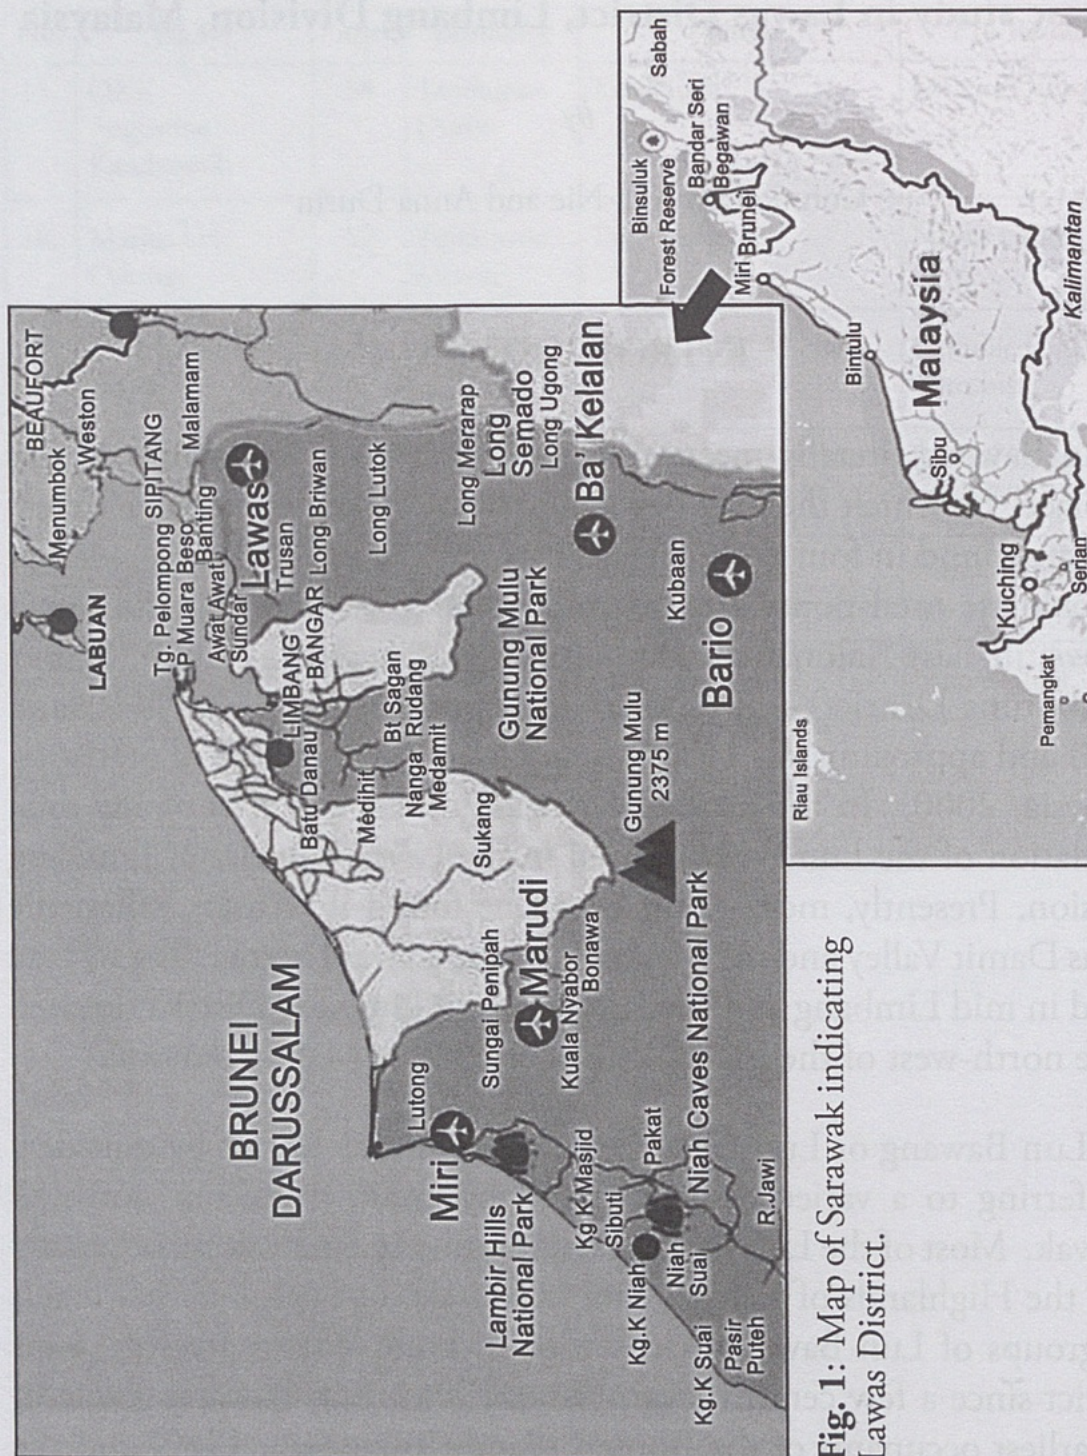 BRUNEI
DARUSSALAM
LABUAN
Menumbok
BEAUFORT
Weston
Tg. Pelompong
SIPITANG
P Muara Beso
Banting
Malamam
Awat Awat
Sundar
Lawas
Trusan
LIMBANG
BANGAR
Long Briwan
Batu Danau
Long Lutok
Medihit
Bt Sagan
Rudang
Nanga
Medamit
Lutong
Miri
Sungai Penipah
Sukang
Long Merarap
Long
Semado
Long Ugong
Gunung Mulu
National Park
Lambir Hills
National Park
Marudi
Kuala Nyabor
Bonawa
Ba' Kelalan
Kg K Masjid
Sibuti
Gunung Mulu
2375 m
Kubaan
Bario
Kg.K Niah
Pakat
Niah
Suai
Niah Caves National Park
Kg.K Suai
Pasir
Puteh
R.Jawi
Binsuluk
Forest Reserve
Sabah
Bandar Seri
Begawan
Miri
Brunei
Bintulu
Malaysia
Sibu
Kuching
Serian
Pemangkat
Riau Islands
Kalimantan
Fig. 1: Map of Sarawak indicating
Lawas District.